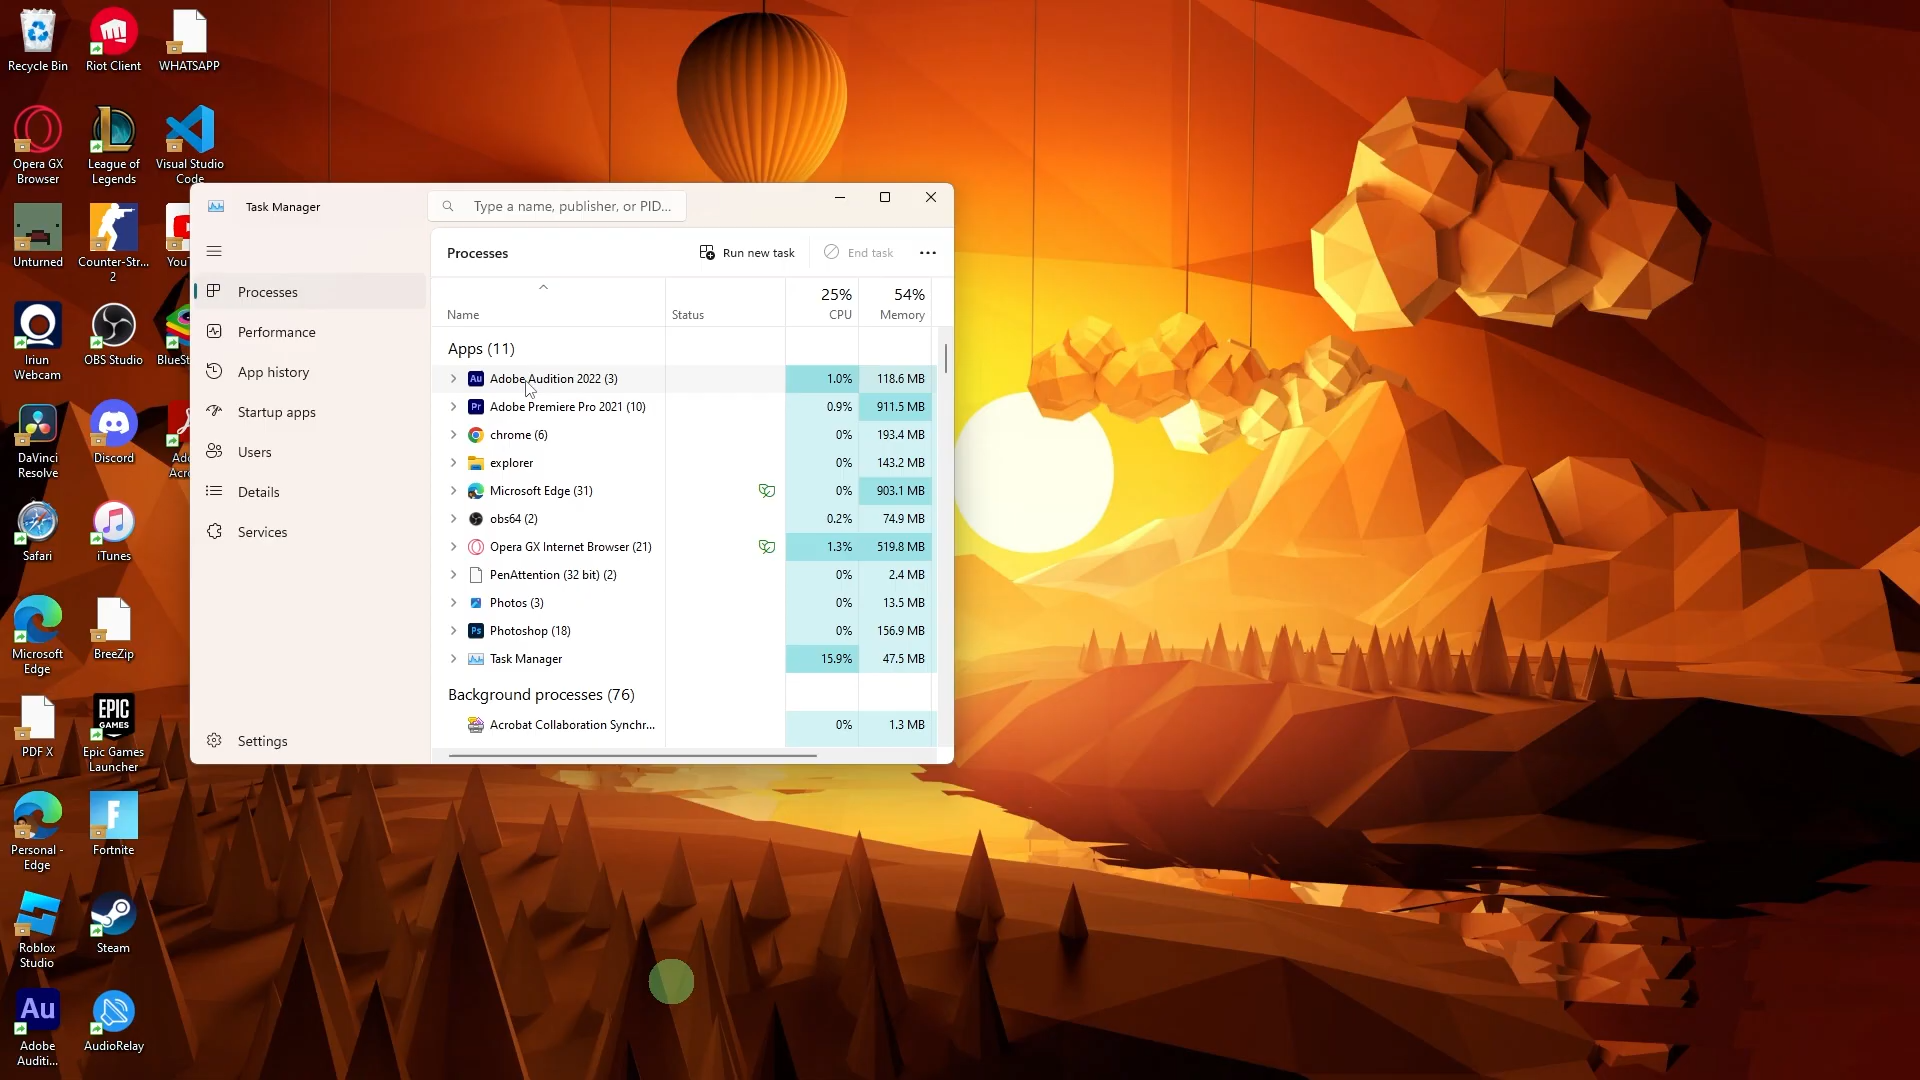 Recycle Bin
Riot Client
WHATSAPP
Opera GX
Browser
League of
Legends
Visual Studio
Code
Unturned
Counter-Str...
2
Iriun
Webcam
OBS Studio
DaVinci
Resolve
Discord
Safari
iTunes
Microsoft
Edge
BreeZip
PDF X
EPIC
GAMES
Epic Games
Launcher
Personal -
Edge
F
Fortnite
Roblox
Studio
Steam
Au
Adobe
Auditi...
AudioRelay
Task Manager
Type a name, publisher, or PID...
Processes
Performance
App history
Startup apps
Users
Details
Services
Settings
Processes
Run new task
End task
Name
Status
25%
CPU
54%
Memory
Apps (11)
Au Adobe Audition 2022 (3) 1.0% 118.6 MB
Pr Adobe Premiere Pro 2021 (10) 0.9% 911.5 MB
chrome (6) 0% 193.4 MB
explorer 0% 143.2 MB
Microsoft Edge (31) 0% 903.1 MB
obs64 (2) 0.2% 74.9 MB
Opera GX Internet Browser (21) 1.3% 519.8 MB
PenAttention (32 bit) (2) 0% 2.4 MB
Photos (3) 0% 13.5 MB
Ps Photoshop (18) 0% 156.9 MB
Task Manager 15.9% 47.5 MB
Background processes (76)
Acrobat Collaboration Synchr... 0% 1.3 MB